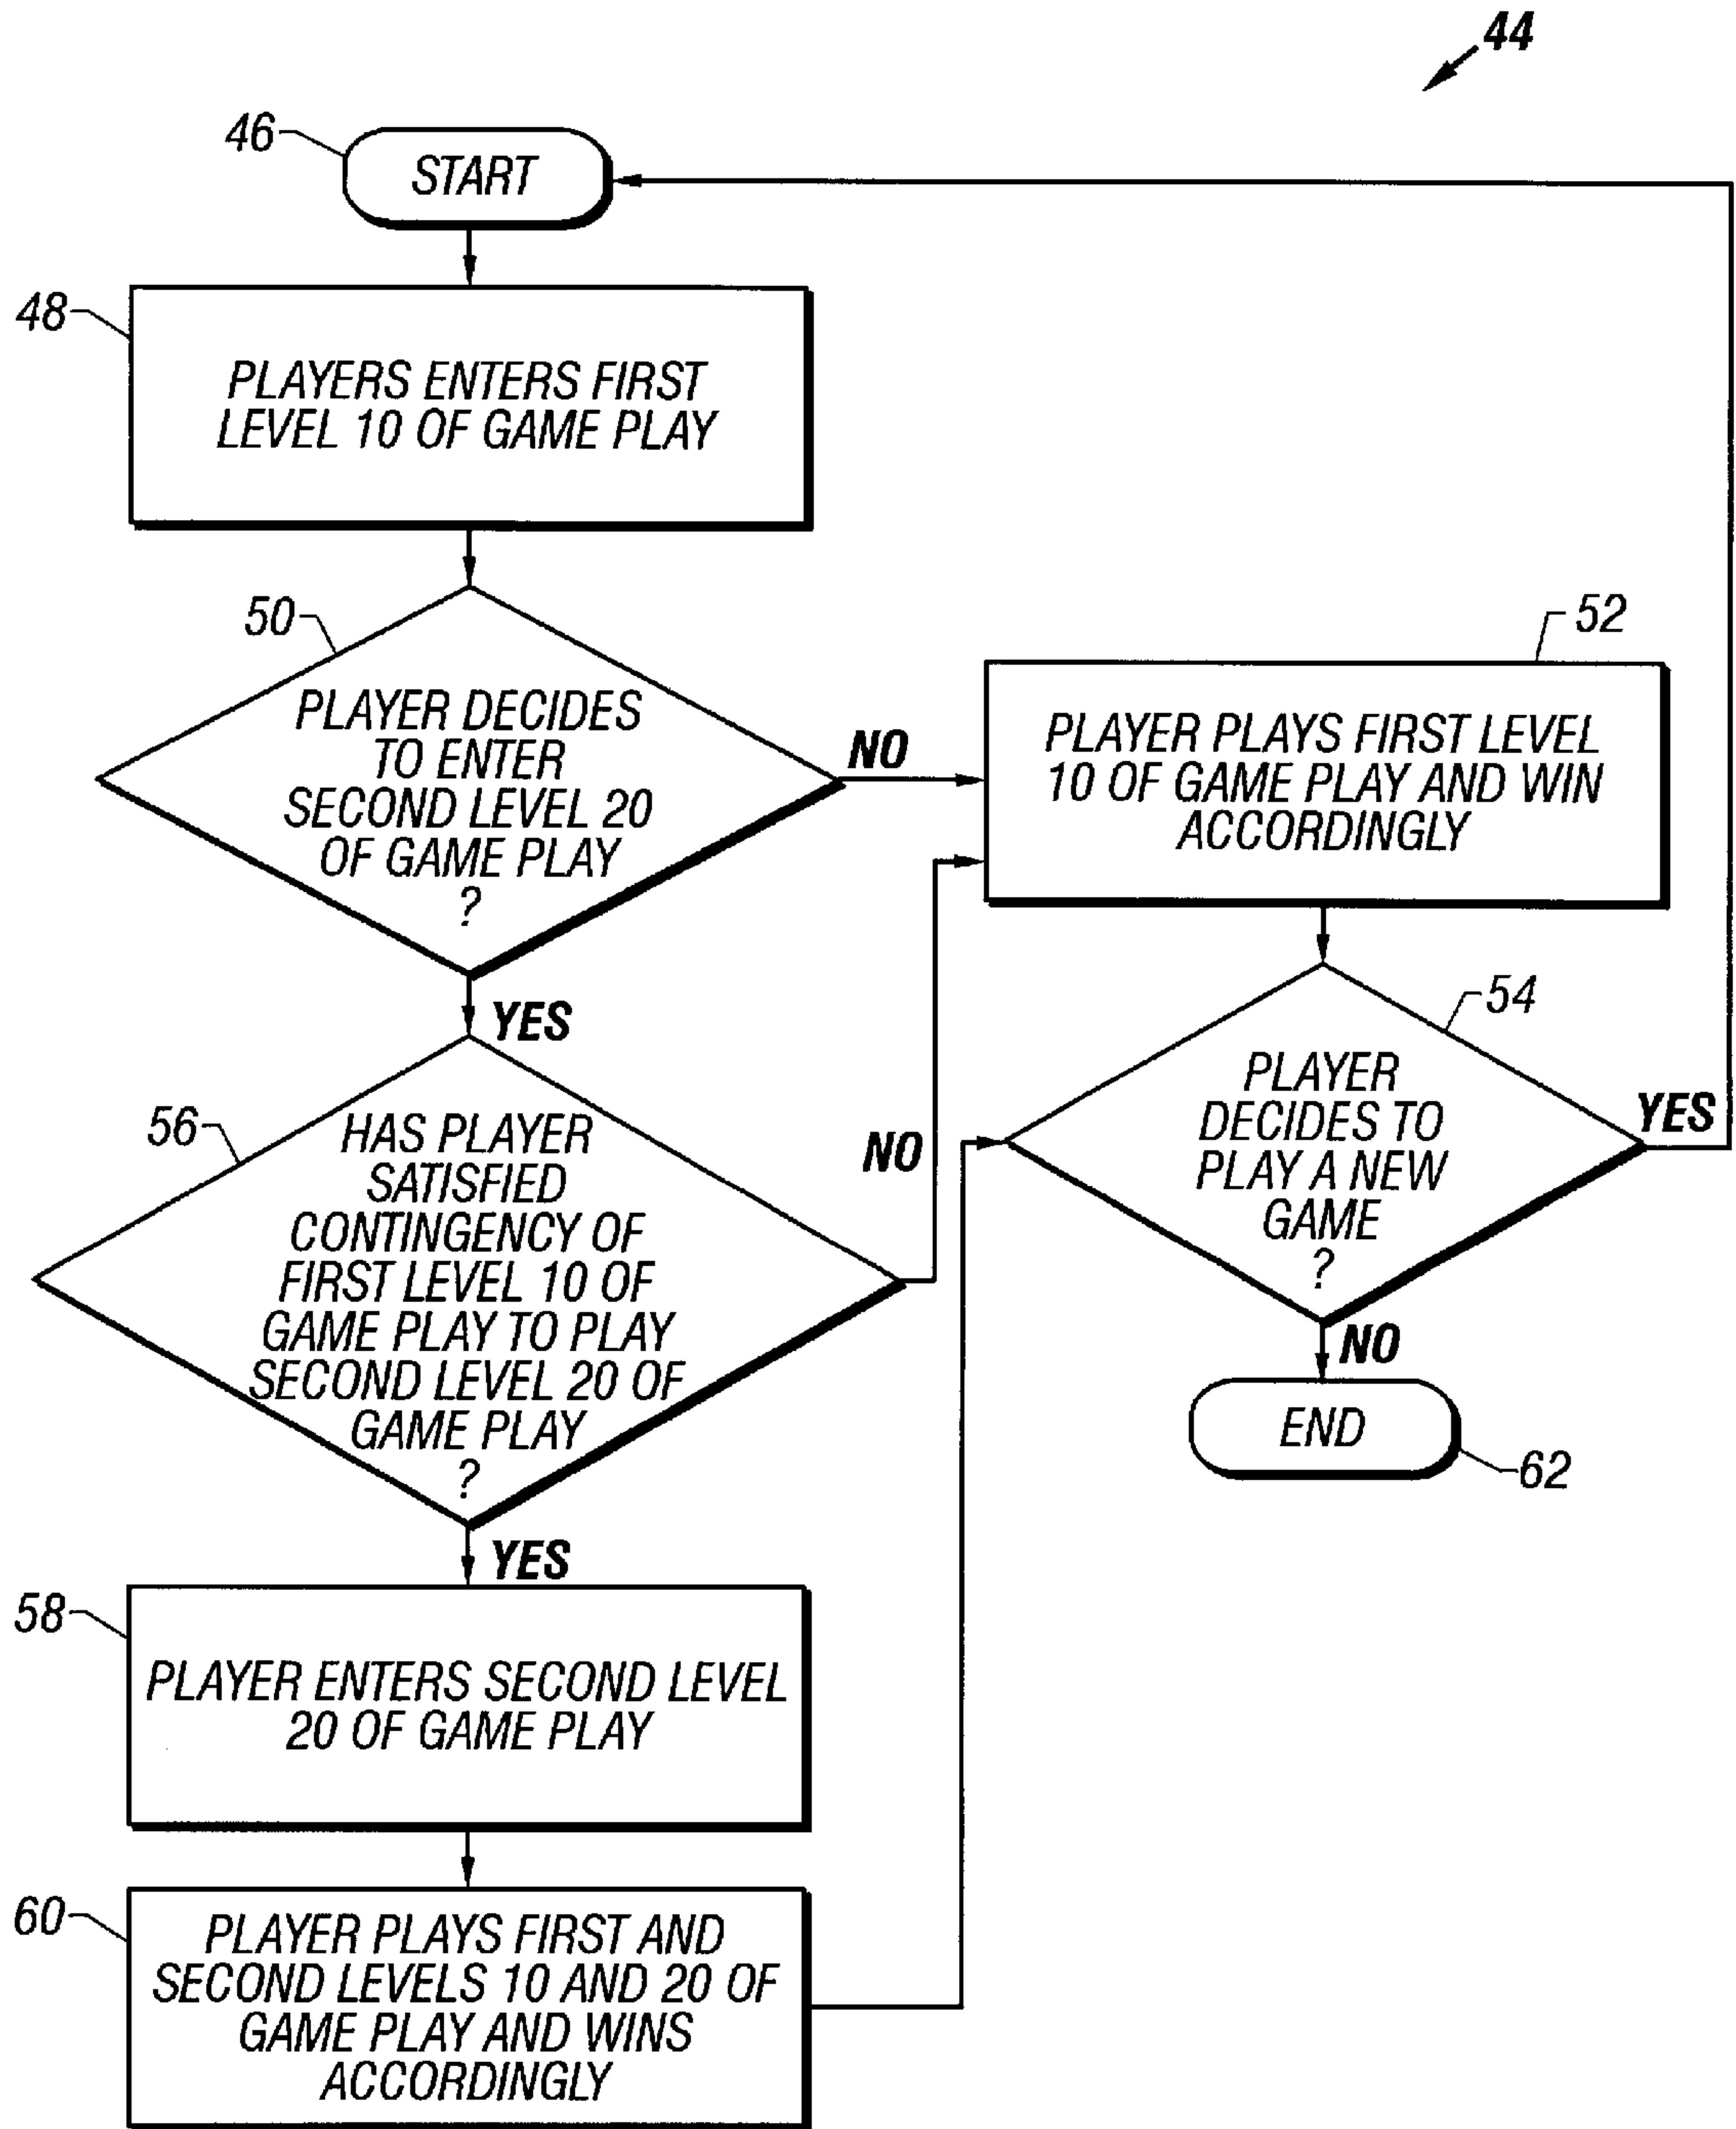 44
46
START
48
PLAYERS ENTERS FIRST
LEVEL 10 OF GAME PLAY
50
PLAYER DECIDES
TO ENTER
SECOND LEVEL 20
OF GAME PLAY
?
NO
YES
52
PLAYER PLAYS FIRST LEVEL
10 OF GAME PLAY AND WIN
ACCORDINGLY
54
PLAYER
DECIDES TO
PLAY A NEW
GAME
?
YES
NO
END
62
56
HAS PLAYER
SATISFIED
CONTINGENCY OF
FIRST LEVEL 10 OF
GAME PLAY TO PLAY
SECOND LEVEL 20 OF
GAME PLAY
?
NO
YES
58
PLAYER ENTERS SECOND LEVEL
20 OF GAME PLAY
60
PLAYER PLAYS FIRST AND
SECOND LEVELS 10 AND 20 OF
GAME PLAY AND WINS
ACCORDINGLY